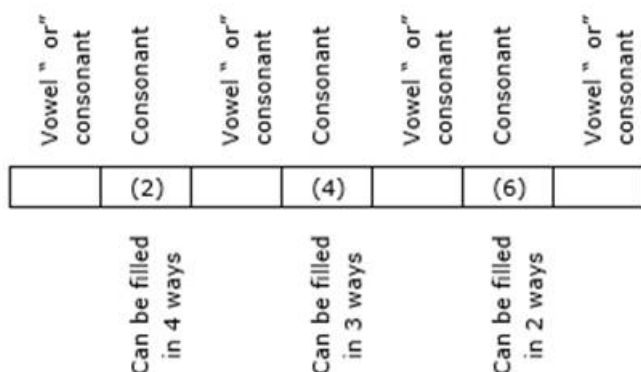 Vowel “ or”
consonant
Consonant
Vowel “ or”
consonant
Consonant
Vowel “ or”
consonant
Consonant
Vowel “ or”
consonant
(2)
(4)
(6)
Can be filled
in 4 ways
Can be filled
in 3 ways
Can be filled
in 2 ways